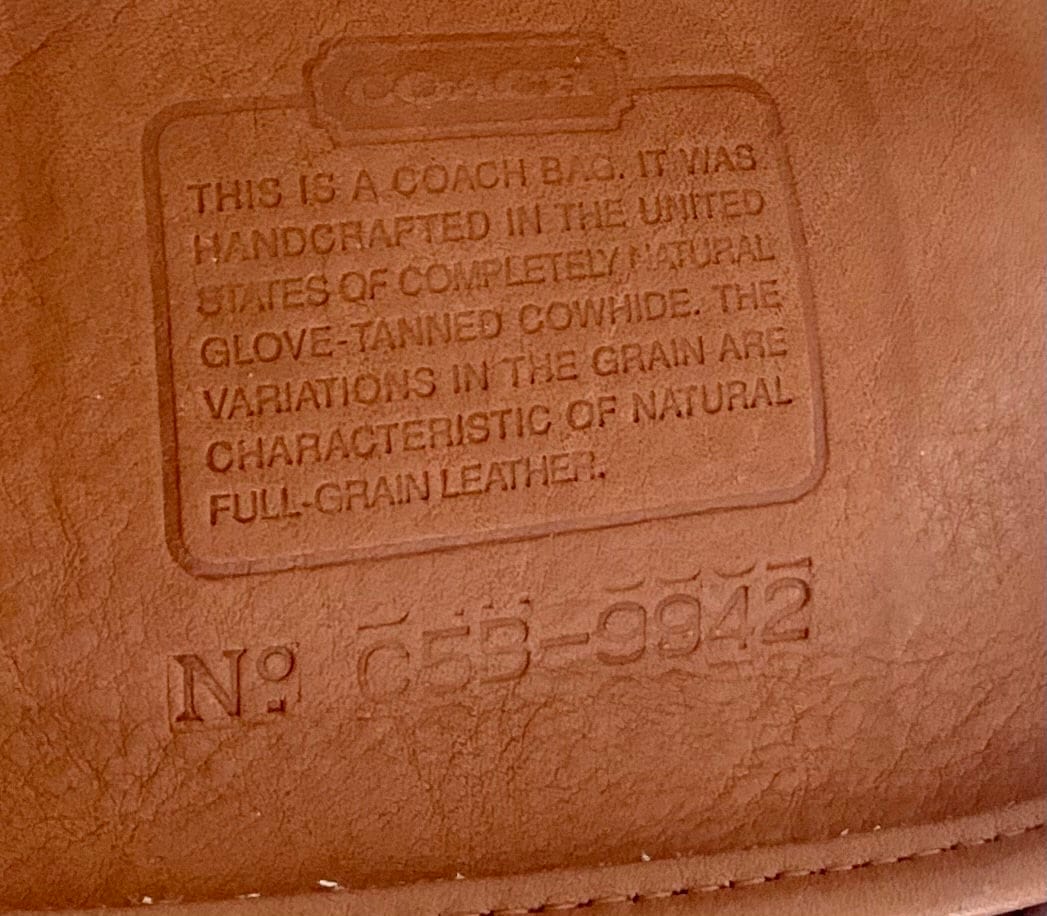 COACH
THIS IS A COACH BAG. IT WAS
HANDCRAFTED IN THE UNITED
STATES OF COMPLETELY NATURAL
GLOVE-TANNED COWHIDE. THE
VARIATIONS IN THE GRAIN ARE
CHARACTERISTIC OF NATURAL
FULL-GRAIN LEATHER.
Nº C5B-9942